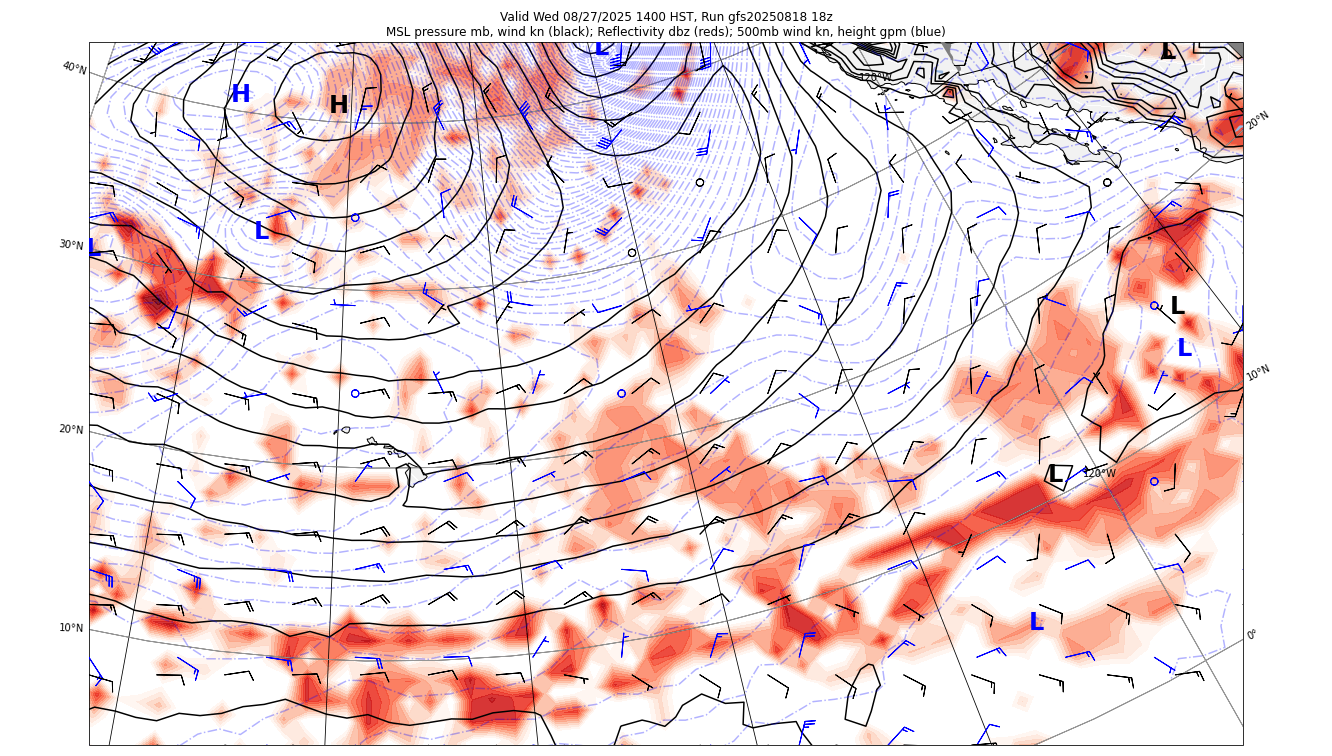 Valid Wed 08/27/2025 1400 HST, Run gfs20250818 18z
MSL pressure mb, wind kn (black); Reflectivity dbz (reds); 500mb wind kn, height gpm (blue)
L
L
40°N
120°W
H
H
20°N
L
30°N
L
L
L
10°N
20°N
L
120°W
10°N
L
0°